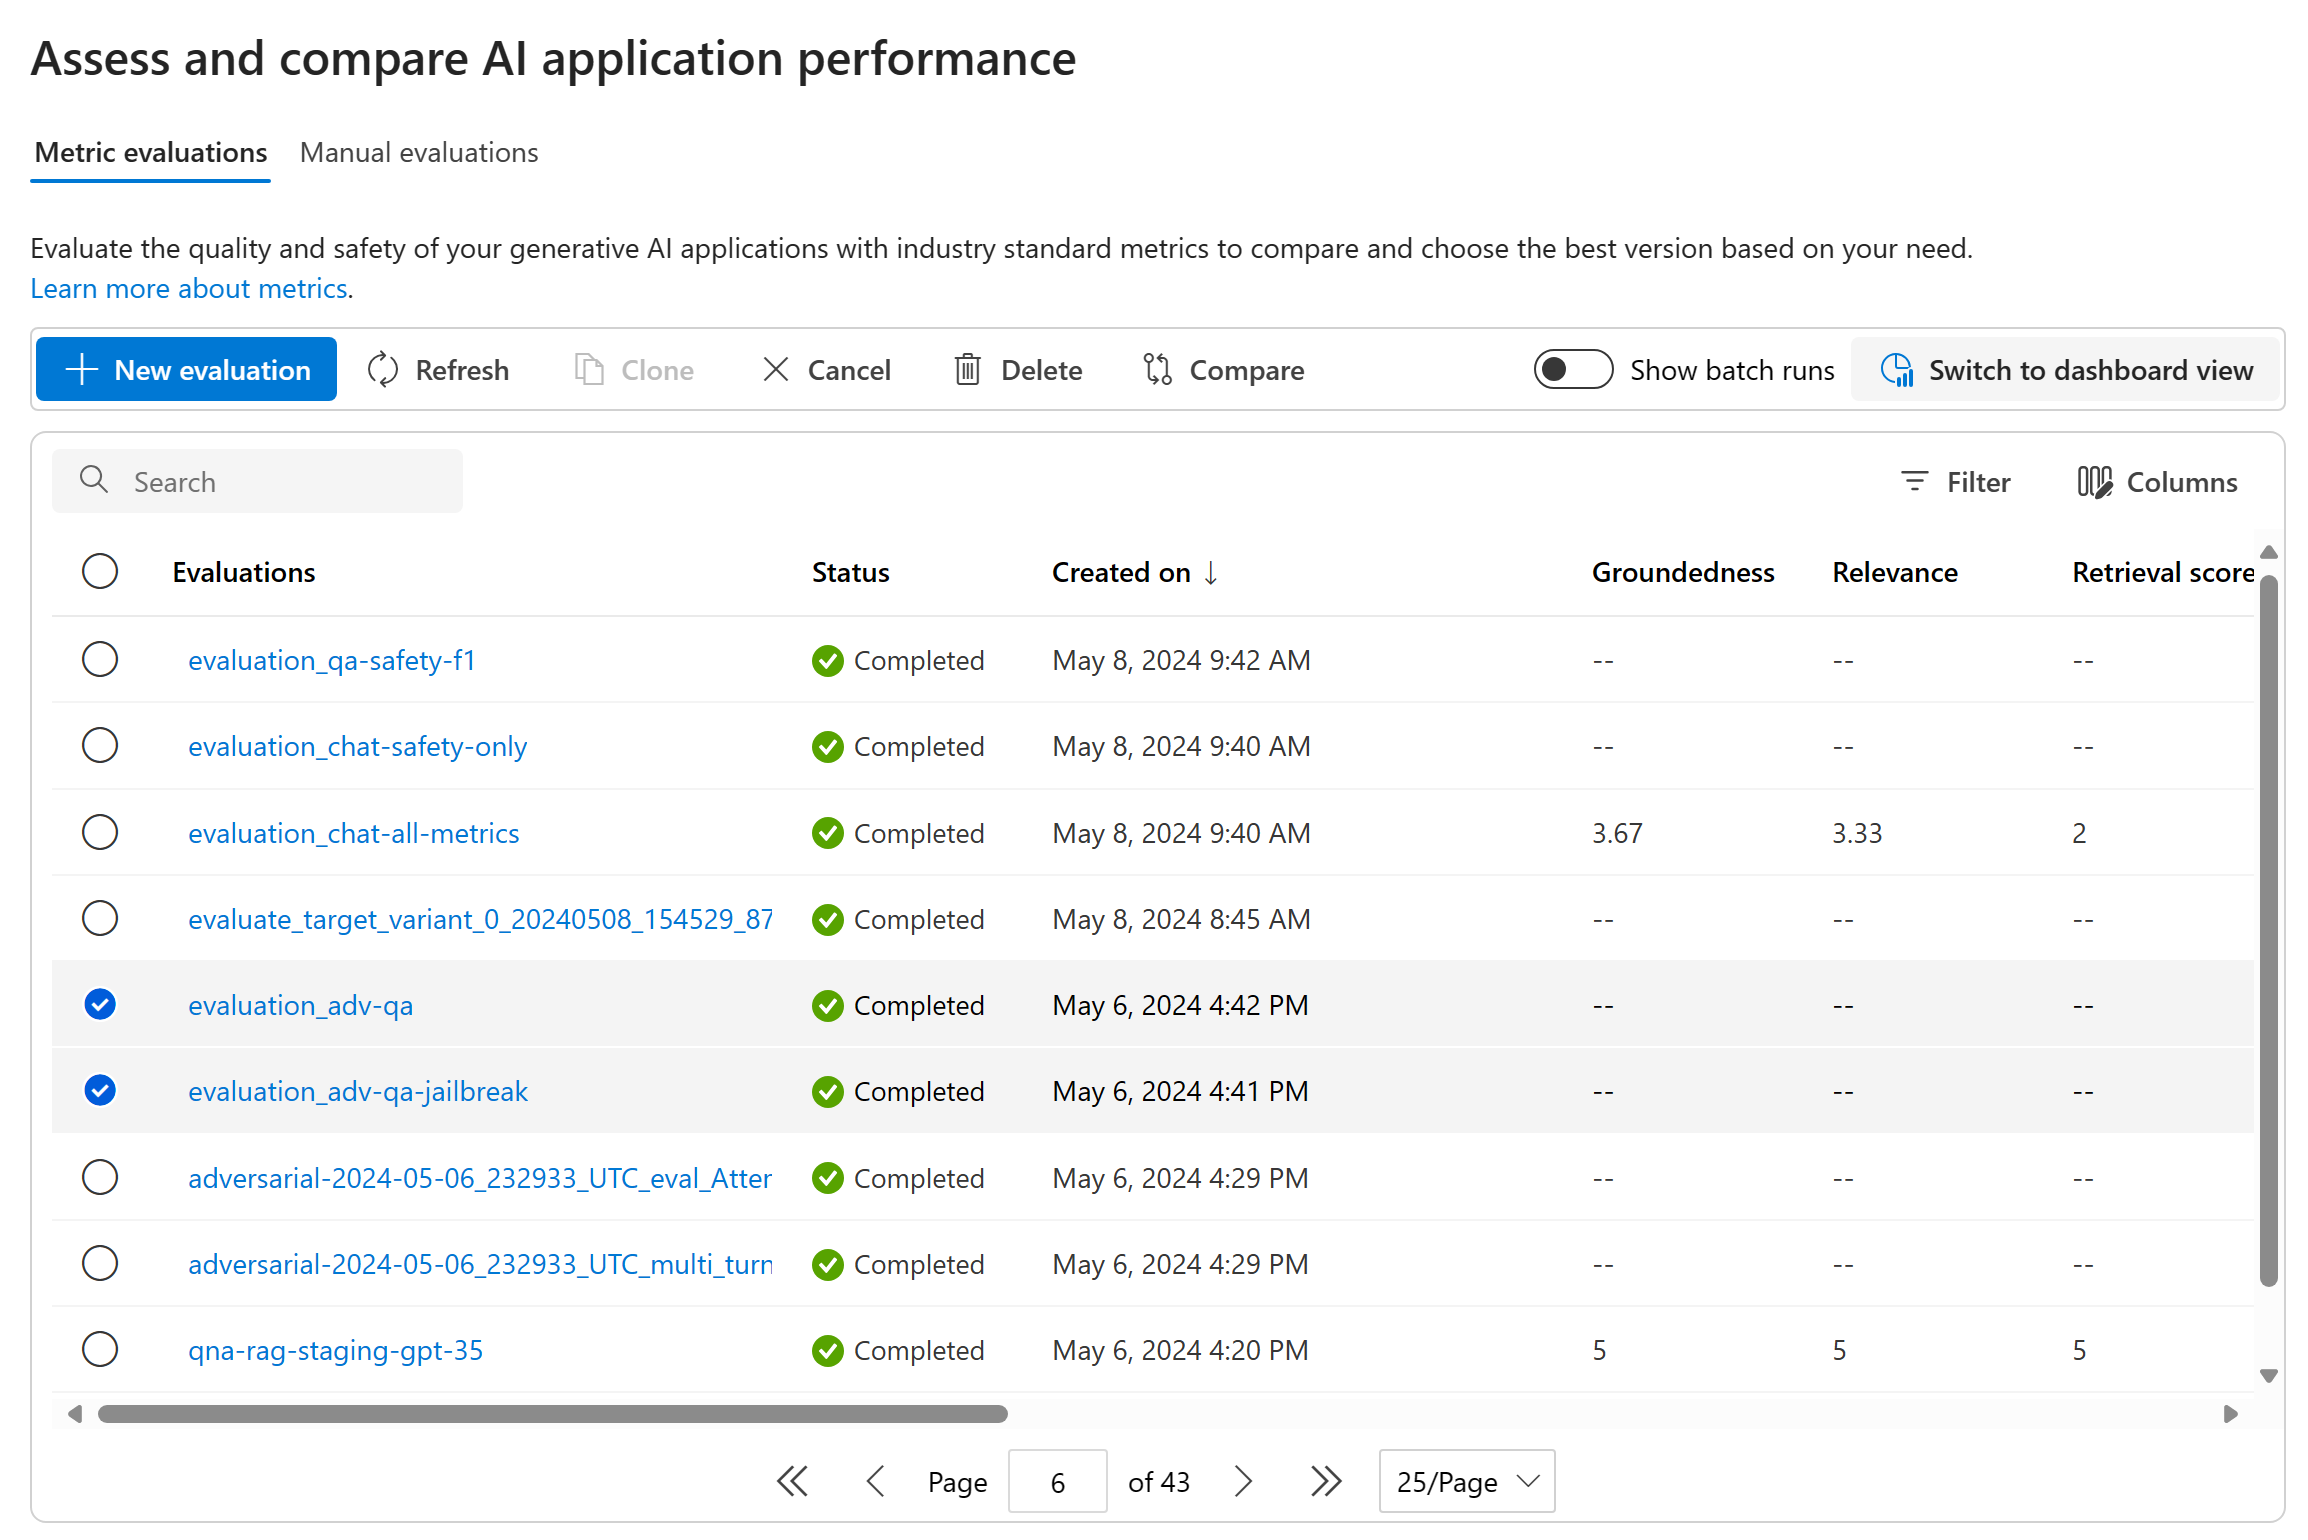 Assess and compare AI application performance
Metric evaluations Manual evaluations
Evaluate the quality and safety of your generative AI applications with industry standard metrics to compare and choose the best version based on your need.
Learn more about metrics.
New evaluation Refresh Clone Cancel Delete Compare Show batch runs Switch to dashboard view
Search Filter Columns
Evaluations Status Created on ↓ Groundedness Relevance Retrieval score
evaluation_qa-safety-f1 Completed May 8, 2024 9:42 AM -- -- --
evaluation_chat-safety-only Completed May 8, 2024 9:40 AM -- -- --
evaluation_chat-all-metrics Completed May 8, 2024 9:40 AM 3.67 3.33 2
evaluate_target_variant_0_20240508_154529_87 Completed May 8, 2024 8:45 AM -- -- --
evaluation_adv-qa Completed May 6, 2024 4:42 PM -- -- --
evaluation_adv-qa-jailbreak Completed May 6, 2024 4:41 PM -- -- --
adversarial-2024-05-06_232933_UTC_eval_Atter Completed May 6, 2024 4:29 PM -- -- --
adversarial-2024-05-06_232933_UTC_multi_turn Completed May 6, 2024 4:29 PM -- -- --
qna-rag-staging-gpt-35 Completed May 6, 2024 4:20 PM 5 5 5
Page 6 of 43 25/Page